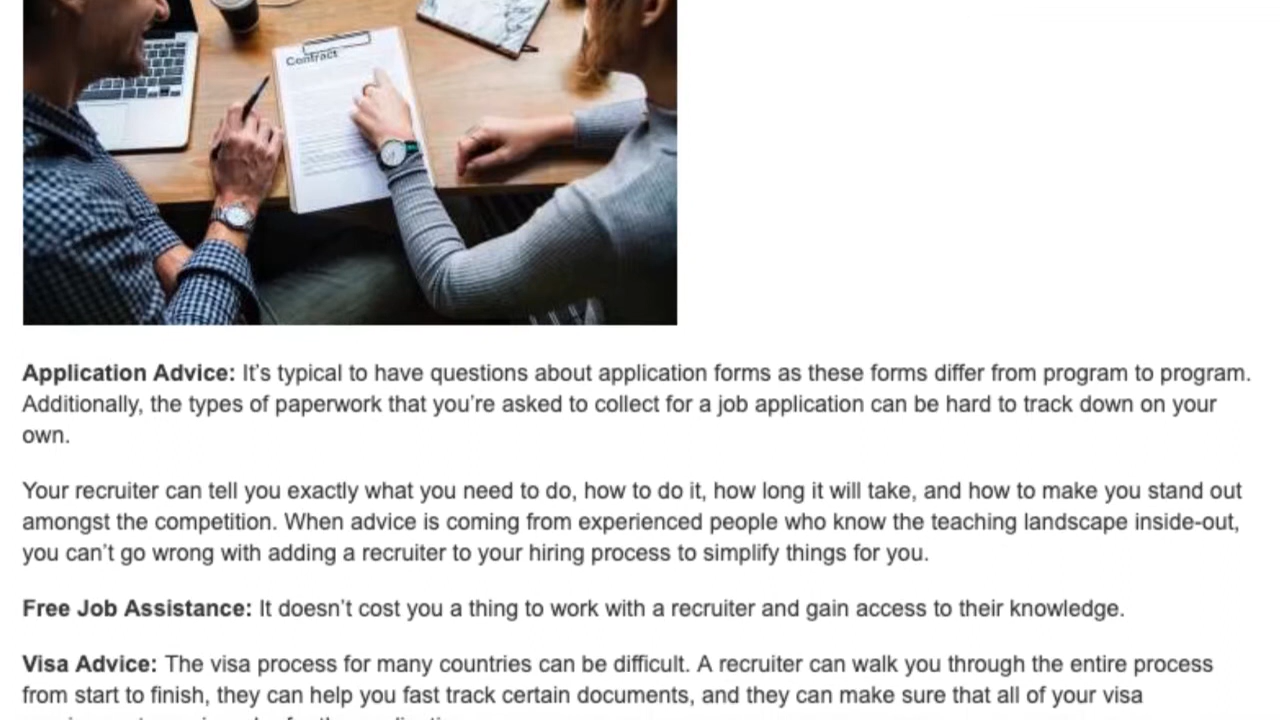 Contract
Application Advice: It’s typical to have questions about application forms as these forms differ from program to program.
Additionally, the types of paperwork that you’re asked to collect for a job application can be hard to track down on your
own.
Your recruiter can tell you exactly what you need to do, how to do it, how long it will take, and how to make you stand out
amongst the competition. When advice is coming from experienced people who know the teaching landscape inside-out,
you can’t go wrong with adding a recruiter to your hiring process to simplify things for you.
Free Job Assistance: It doesn’t cost you a thing to work with a recruiter and gain access to their knowledge.
Visa Advice: The visa process for many countries can be difficult. A recruiter can walk you through the entire process
from start to finish, they can help you fast track certain documents, and they can make sure that all of your visa